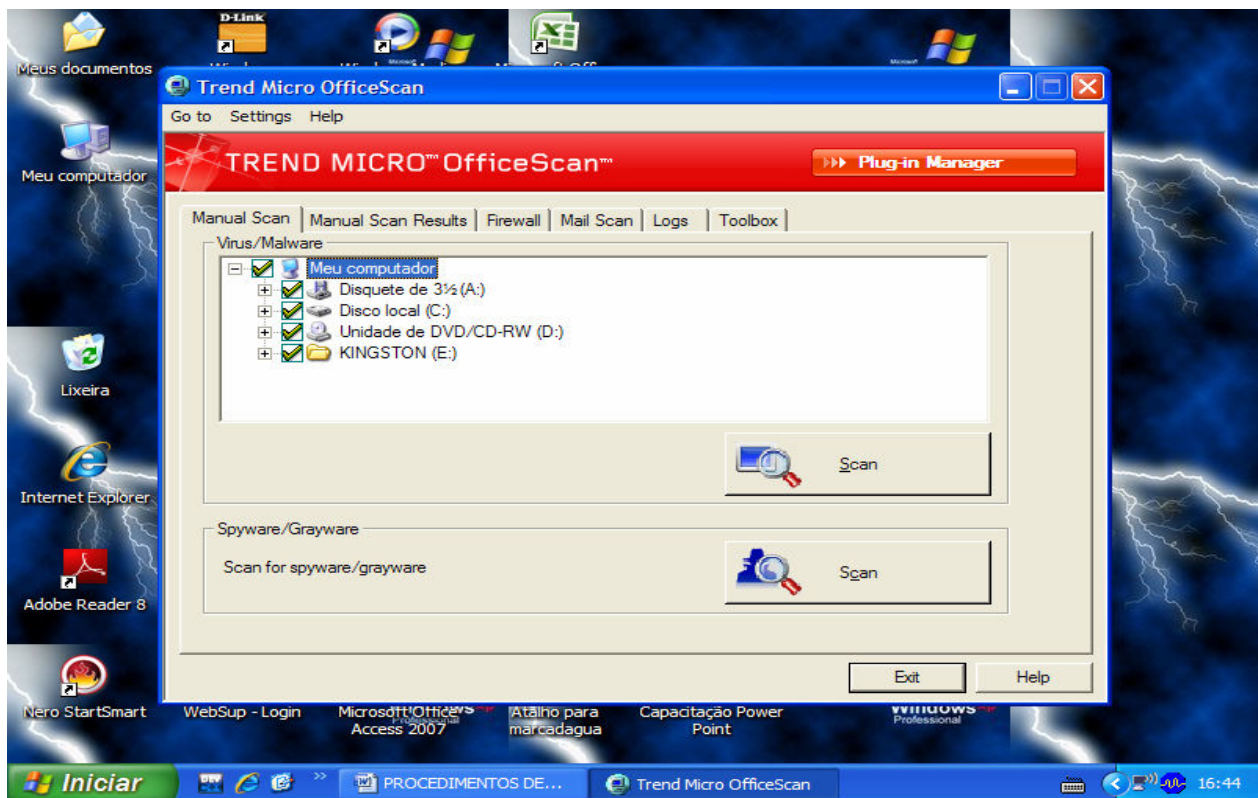 D-Link
Meus documentos
Trend Micro OfficeScan
Go to Settings Help
TREND MICRO™ OfficeScan™
Plug-in Manager
Meu computador
Manual Scan
Manual Scan Results
Firewall
Mail Scan
Logs
Toolbox
Virus/Malware
Meu computador
Disquete de 3½ (A:)
Disco local (C:)
Unidade de DVD/CD-RW (D:)
KINGSTON (E:)
Lixeira
Scan
Internet Explorer
Spyware/Grayware
Scan for spyware/grayware
Scan
Adobe Reader 8
Exit
Help
Nero StartSmart
WebSup - Login
Microsoft Office
Access 2007
Atalho para
marcadagua
Capacitação Power
Point
Windows xp
Professional
Iniciar
PROCEDIMENTOS DE...
Trend Micro OfficeScan
16:44